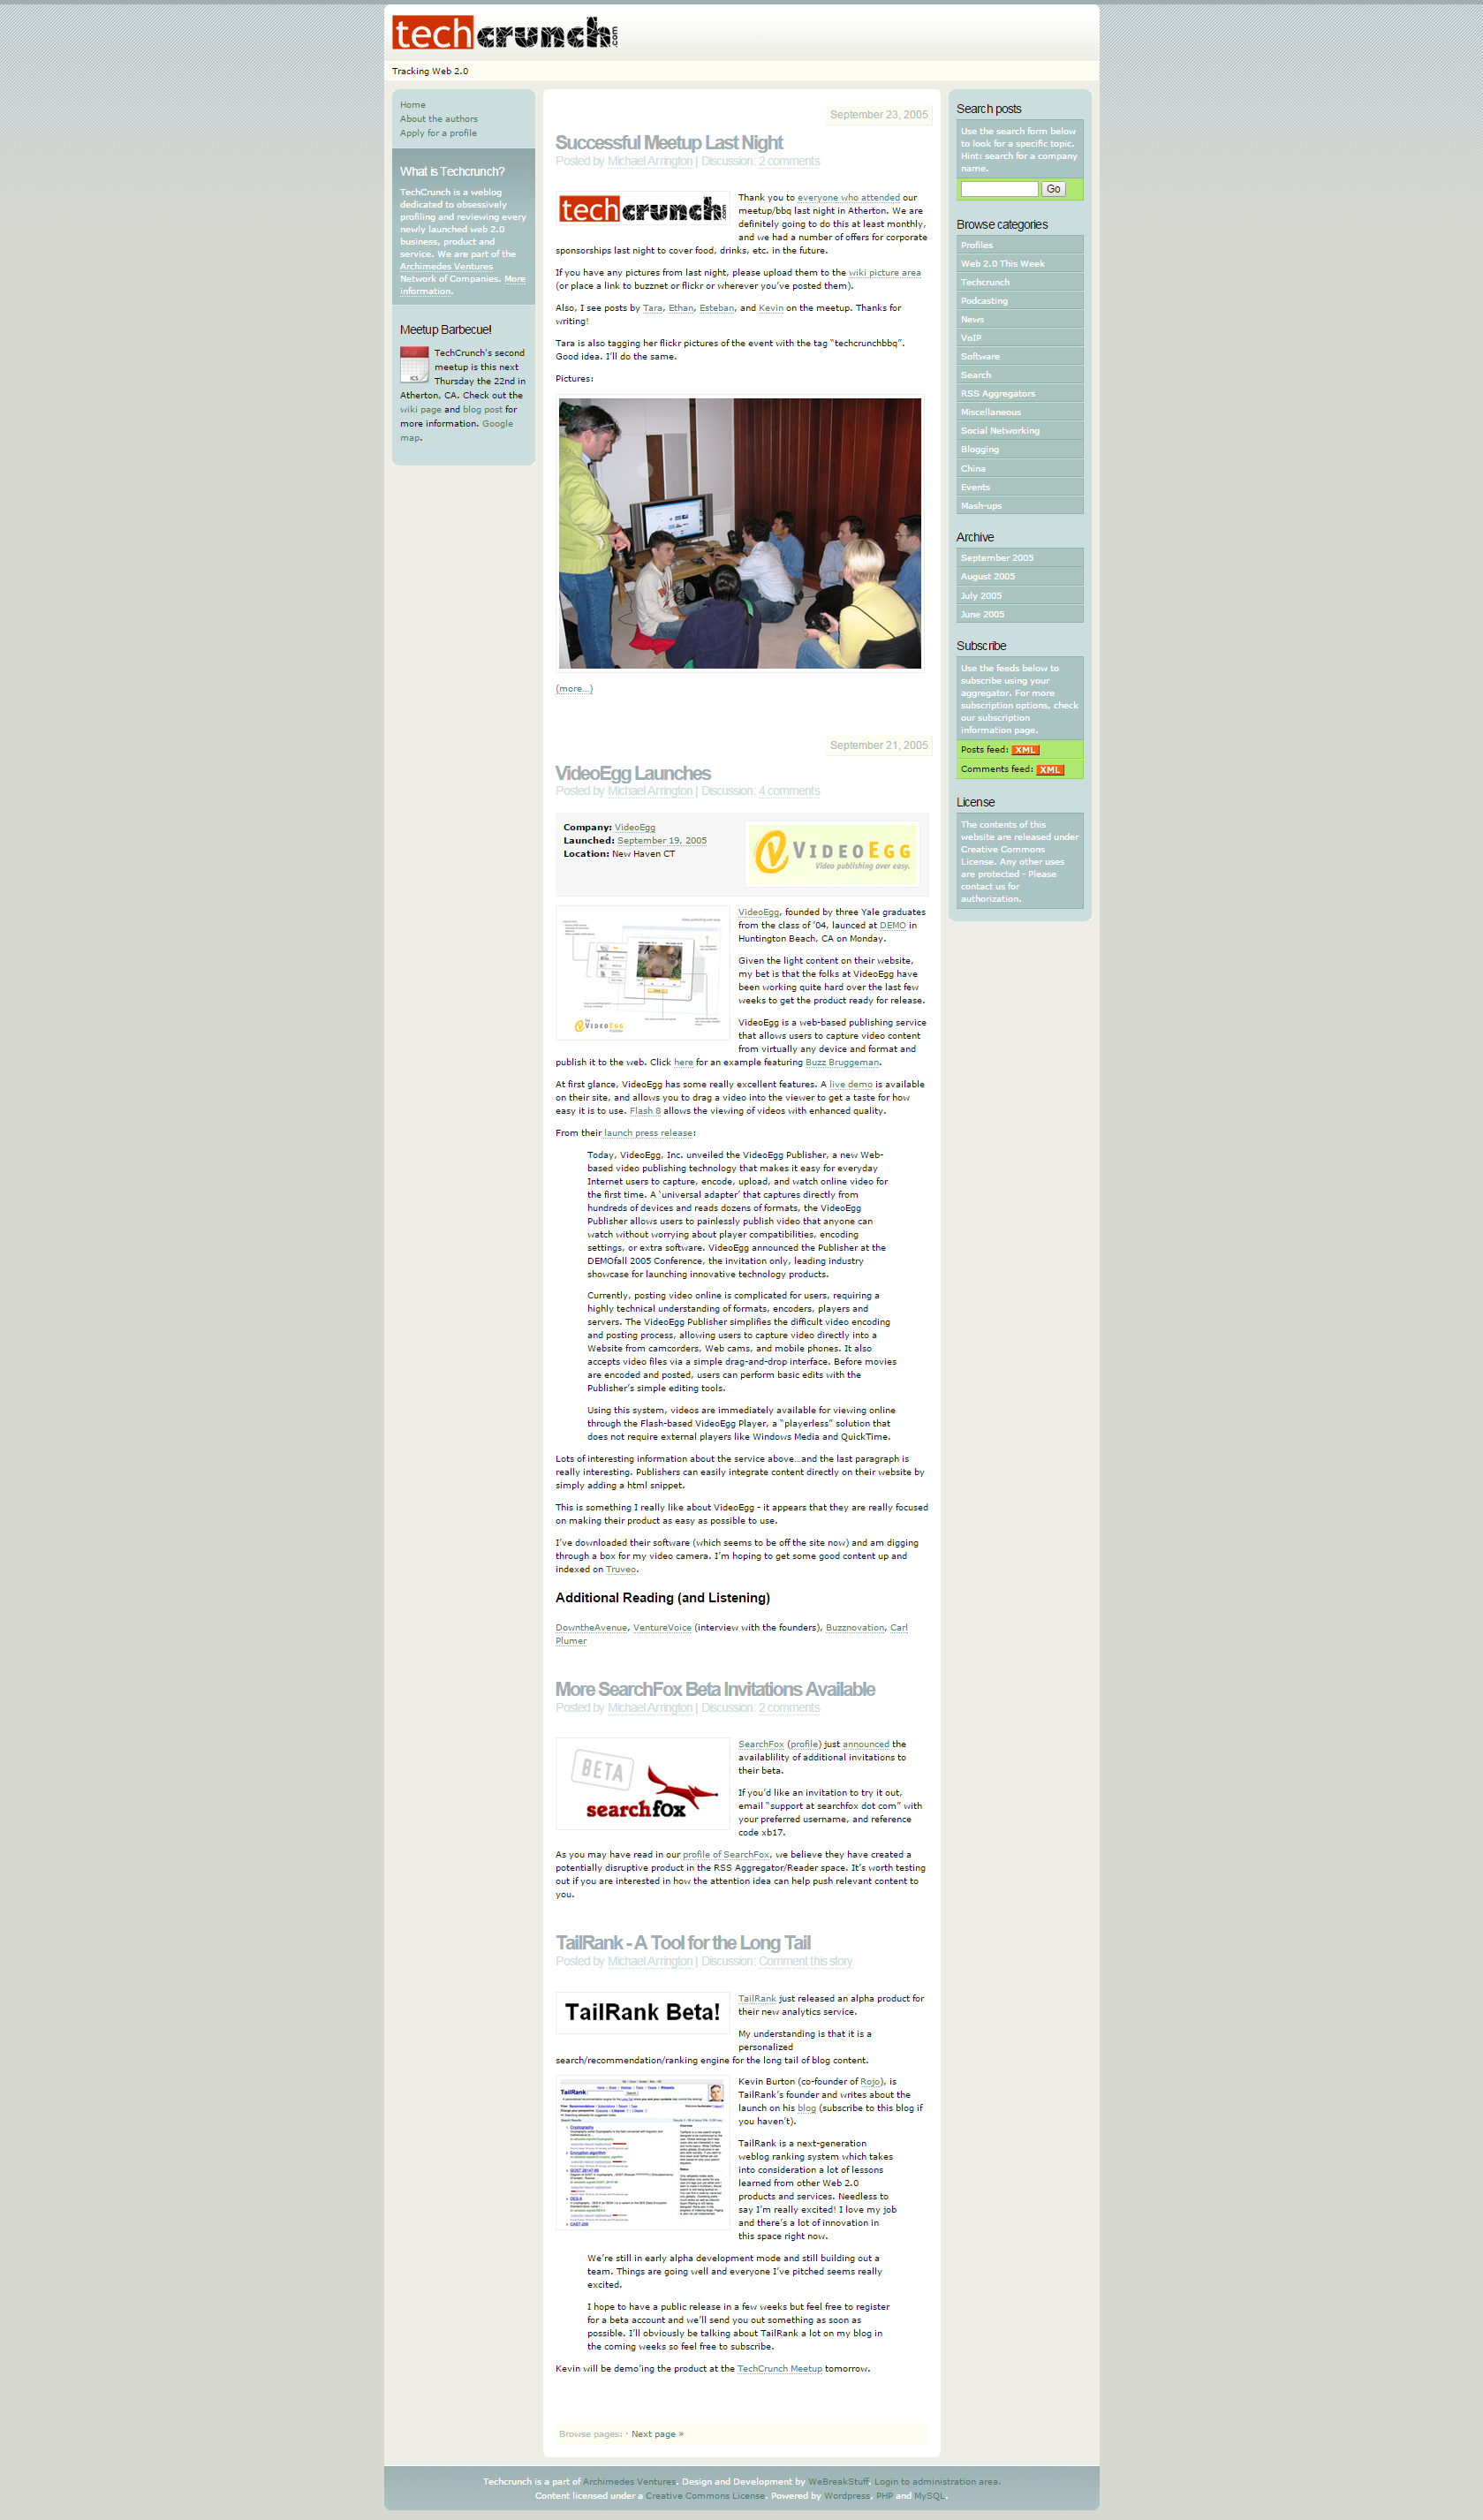 techcrunch.com
Tracking Web 2.0
Home
About the authors
Apply for a profile
What is Techcrunch?
TechCrunch is a weblog
dedicated to obsessively
profiling and reviewing every
newly launched web 2.0
business, product and
service. We are part of the
Archimedes Ventures
Network of Companies. More
information.
Meetup Barbecue!
ICS
TechCrunch's second
meetup is this next
Thursday the 22nd in
Atherton, CA. Check out the
wiki page and blog post for
more information. Google
map.
September 23, 2005
Successful Meetup Last Night
Posted by Michael Arrington | Discussion: 2 comments
techcrunch.com
Thank you to everyone who attended our
meetup/bbq last night in Atherton. We are
definitely going to do this at least monthly,
and we had a number of offers for corporate
sponsorships last night to cover food, drinks, etc. in the future.
If you have any pictures from last night, please upload them to the wiki picture area
(or place a link to buzznet or flickr or wherever you've posted them).
Also, I see posts by Tara, Ethan, Esteban, and Kevin on the meetup. Thanks for
writing!
Tara is also tagging her flickr pictures of the event with the tag “techcrunchbbq”.
Good idea. I'll do the same.
Pictures:
(more...)
September 21, 2005
VideoEgg Launches
Posted by Michael Arrington | Discussion: 4 comments
Company: VideoEgg
Launched: September 19, 2005
Location: New Haven CT
VIDEOEGG
Video publishing over easy.
VIDEOEGG
VideoEgg, founded by three Yale graduates
from the class of '04, launced at DEMO in
Huntington Beach, CA on Monday.
Given the light content on their website,
my bet is that the folks at VideoEgg have
been working quite hard over the last few
weeks to get the product ready for release.
VideoEgg is a web-based publishing service
that allows users to capture video content
from virtually any device and format and
publish it to the web. Click here for an example featuring Buzz Bruggeman.
At first glance, VideoEgg has some really excellent features. A live demo is available
on their site, and allows you to drag a video into the viewer to get a taste for how
easy it is to use. Flash 8 allows the viewing of videos with enhanced quality.
From their launch press release:
Today, VideoEgg, Inc. unveiled the VideoEgg Publisher, a new Web-
based video publishing technology that makes it easy for everyday
Internet users to capture, encode, upload, and watch online video for
the first time. A ‘universal adapter’ that captures directly from
hundreds of devices and reads dozens of formats, the VideoEgg
Publisher allows users to painlessly publish video that anyone can
watch without worrying about player compatibilities, encoding
settings, or extra software. VideoEgg announced the Publisher at the
DEMOfall 2005 Conference, the invitation only, leading industry
showcase for launching innovative technology products.
Currently, posting video online is complicated for users, requiring a
highly technical understanding of formats, encoders, players and
servers. The VideoEgg Publisher simplifies the difficult video encoding
and posting process, allowing users to capture video directly into a
Website from camcorders, Web cams, and mobile phones. It also
accepts video files via a simple drag-and-drop interface. Before movies
are encoded and posted, users can perform basic edits with the
Publisher's simple editing tools.
Using this system, videos are immediately available for viewing online
through the Flash-based VideoEgg Player, a “playerless” solution that
does not require external players like Windows Media and QuickTime.
Lots of interesting information about the service above...and the last paragraph is
really interesting. Publishers can easily integrate content directly on their website by
simply adding a html snippet.
This is something I really like about VideoEgg - it appears that they are really focused
on making their product as easy as possible to use.
I've downloaded their software (which seems to be off the site now) and am digging
through a box for my video camera. I'm hoping to get some good content up and
indexed on Truveo.
Additional Reading (and Listening)
DowntheAvenue, VentureVoice (interview with the founders), Buzznovation, Carl
Plumer
More SearchFox Beta Invitations Available
Posted by Michael Arrington | Discussion: 2 comments
BETA
searchfox
SearchFox (profile) just announced the
availablility of additional invitations to
their beta.
If you'd like an invitation to try it out,
email “support at searchfox dot com” with
your preferred username, and reference
code xb17.
As you may have read in our profile of SearchFox, we believe they have created a
potentially disruptive product in the RSS Aggregator/Reader space. It's worth testing
out if you are interested in how the attention idea can help push relevant content to
you.
TailRank - A Tool for the Long Tail
Posted by Michael Arrington | Discussion: Comment this story
TailRank Beta!
TailRank just released an alpha product for
their new analytics service.
My understanding is that it is a
personalized
search/recommendation/ranking engine for the long tail of blog content.
TailRank:
Cryptography
Encryption algorithm
Kevin Burton (co-founder of Rojo), is
TailRank's founder and writes about the
launch on his blog (subscribe to this blog if
you haven't).
TailRank is a next-generation
weblog ranking system which takes
into consideration a lot of lessons
learned from other Web 2.0
products and services. Needless to
say I'm really excited! I love my job
and there's a lot of innovation in
this space right now.
We're still in early alpha development mode and still building out a
team. Things are going well and everyone I've pitched seems really
excited.
I hope to have a public release in a few weeks but feel free to register
for a beta account and we'll send you out something as soon as
possible. I'll obviously be talking about TailRank a lot on my blog in
the coming weeks so feel free to subscribe.
Kevin will be demo'ing the product at the TechCrunch Meetup tomorrow.
Browse pages: · Next page »
Search posts
Use the search form below
to look for a specific topic.
Hint: search for a company
name.
Go
Browse categories
Profiles
Web 2.0 This Week
Techcrunch
Podcasting
News
VoIP
Software
Search
RSS Aggregators
Miscellaneous
Social Networking
Blogging
China
Events
Mash-ups
Archive
September 2005
August 2005
July 2005
June 2005
Subscribe
Use the feeds below to
subscribe using your
aggregator. For more
subscription options, check
our subscription
information page.
Posts feed: XML
Comments feed: XML
License
The contents of this
website are released under
Creative Commons
License. Any other uses
are protected - Please
contact us for
authorization.
Techcrunch is a part of Archimedes Ventures. Design and Development by WeBreakStuff. Login to administration area.
Content licensed under a Creative Commons License. Powered by Wordpress, PHP and MySQL.